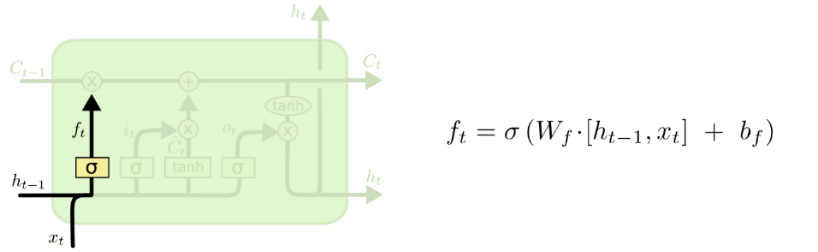 h_t
C_{t-1}
C_t
f_t
i_t
o_t
tanh
C̃_t
σ
σ
tanh
σ
h_{t-1}
h_t
x_t
f_t = σ (W_f · [h_{t-1}, x_t] + b_f)